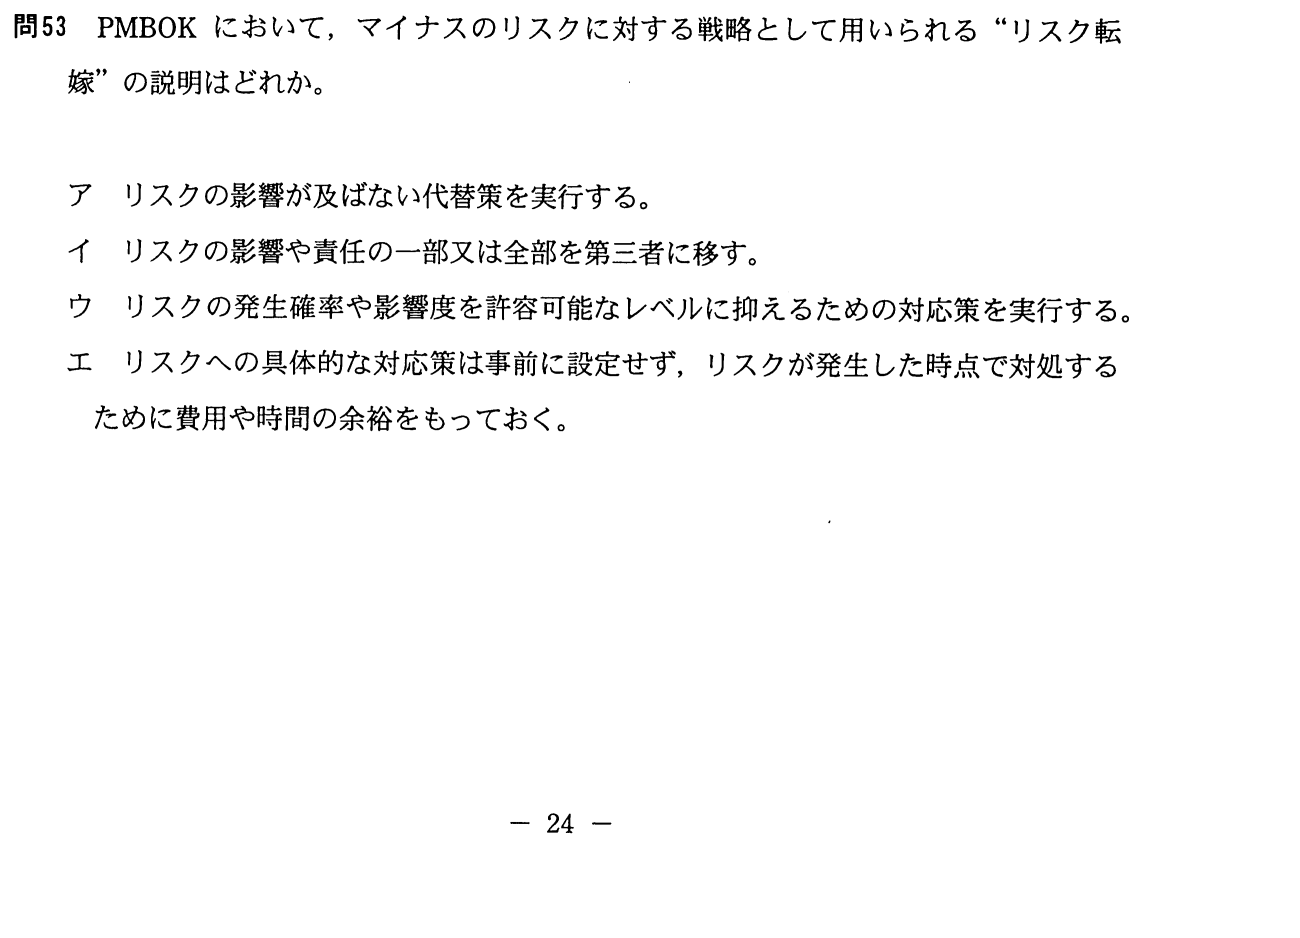 問53 PMBOK において，マイナスのリスクに対する戦略として用いられる“リスク転
嫁”の説明はどれか。
ア リスクの影響が及ばない代替策を実行する。
イ リスクの影響や責任の一部又は全部を第三者に移す。
ウ リスクの発生確率や影響度を許容可能なレベルに抑えるための対応策を実行する。
エ リスクへの具体的な対応策は事前に設定せず，リスクが発生した時点で対処する
ために費用や時間の余裕をもっておく。
— 24 —